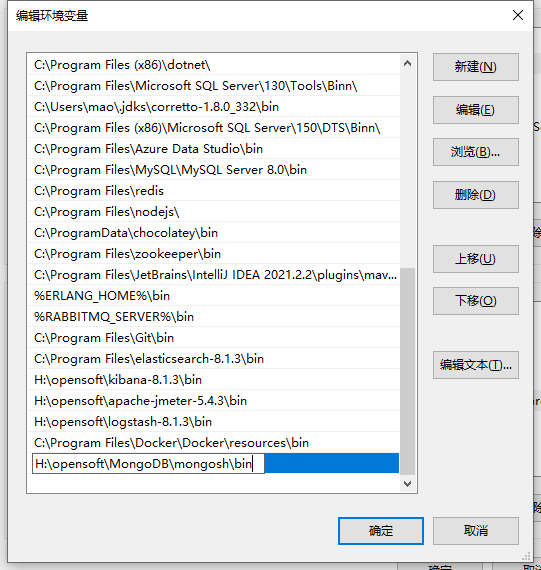 编辑环境变量
C:\Program Files (x86)\dotnet\
C:\Program Files\Microsoft SQL Server\130\Tools\Binn\
C:\Users\mao\.jdks\corretto-1.8.0_332\bin
C:\Program Files (x86)\Microsoft SQL Server\150\DTS\Binn\
C:\Program Files\Azure Data Studio\bin
C:\Program Files\MySQL\MySQL Server 8.0\bin
C:\Program Files\redis
C:\Program Files\nodejs\
C:\ProgramData\chocolatey\bin
C:\Program Files\zookeeper\bin
C:\Program Files\JetBrains\IntelliJ IDEA 2021.2.2\plugins\mav...
%ERLANG_HOME%\bin
%RABBITMQ_SERVER%\bin
C:\Program Files\Git\bin
C:\Program Files\elasticsearch-8.1.3\bin
H:\opensoft\kibana-8.1.3\bin
H:\opensoft\apache-jmeter-5.4.3\bin
H:\opensoft\logstash-8.1.3\bin
C:\Program Files\Docker\Docker\resources\bin
H:\opensoft\MongoDB\mongosh\bin
新建(N)
编辑(E)
浏览(B)...
删除(D)
上移(U)
下移(O)
编辑文本(T)...
确定
取消